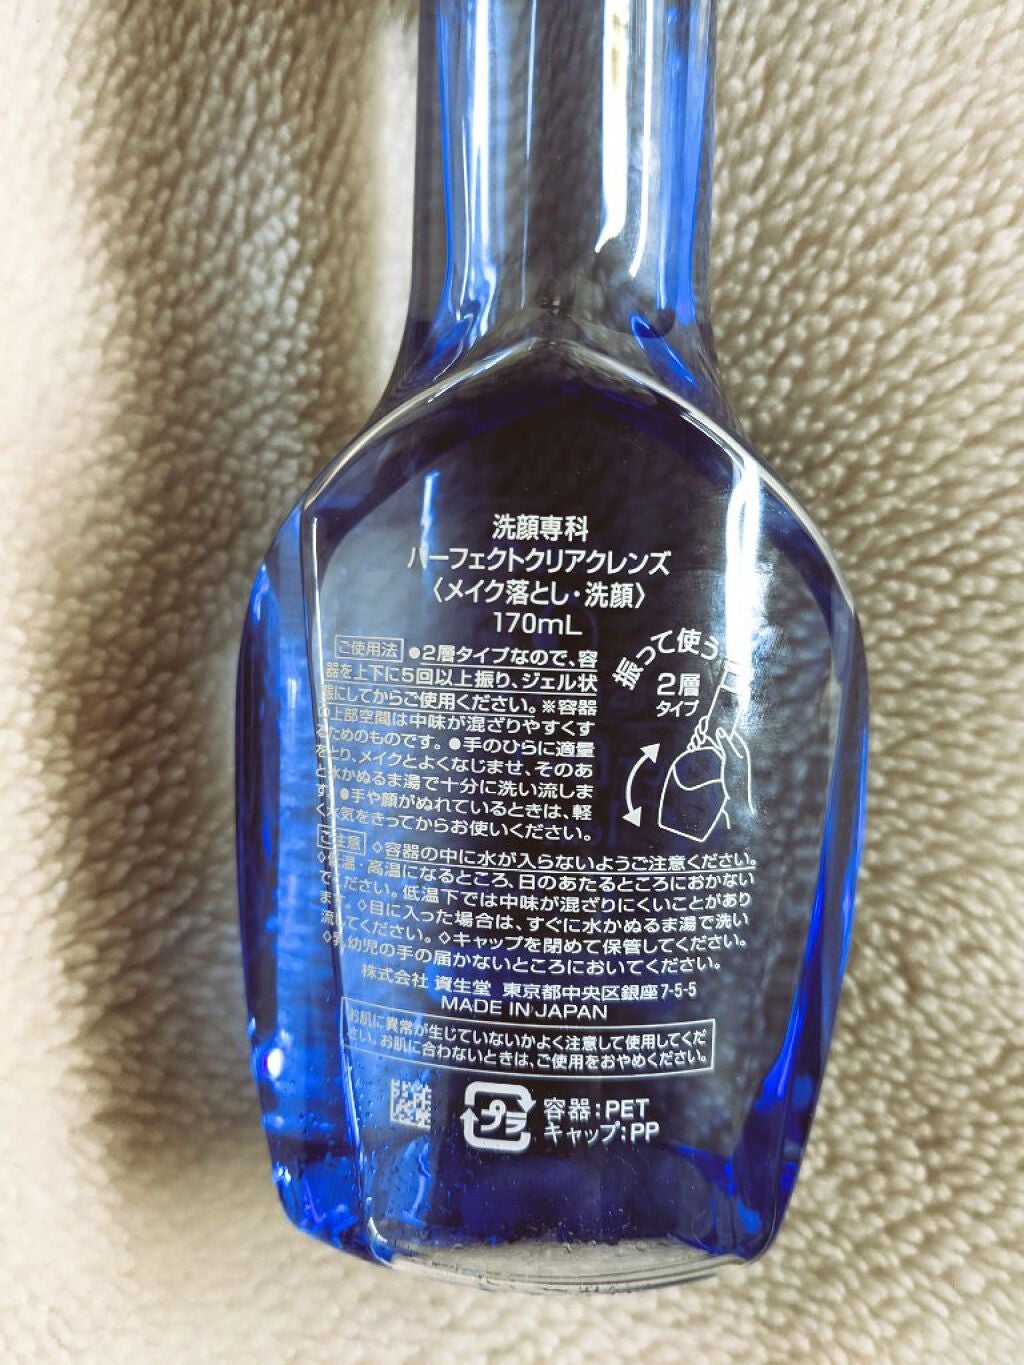 洗顔専科
パーフェクトクリアクレンズ
〈メイク落とし・洗顔〉
170mL
振って使う
2層
タイプ
ご使用法 ●2層タイプなので、容
器を上下に5回以上振り、ジェル状
態にしてからご使用ください。※容器
の上部空間は中味が混ざりやすくす
るためのものです。●手のひらに適量
をとり、メイクとよくなじませ、そのあ
と水かぬるま湯で十分に洗い流しま
す。●手や顔がぬれているときは、軽
く水気をきってからお使いください。
ご注意 ◇容器の中に水が入らないようご注意ください。
◇低温・高温になるところ、日のあたるところにおかない
でください。低温下では中味が混ざりにくいことがあり
ます。◇目に入った場合は、すぐに水かぬるま湯で洗い
流してください。◇キャップを閉めて保管してください。
◇乳幼児の手の届かないところにおいてください。
株式会社 資生堂 東京都中央区銀座7-5-5
MADE IN JAPAN
お肌に異常が生じていないかよく注意して使用してくだ
さい。お肌に合わないときは、ご使用をおやめください。
プラ
容器:PET
キャップ:PP